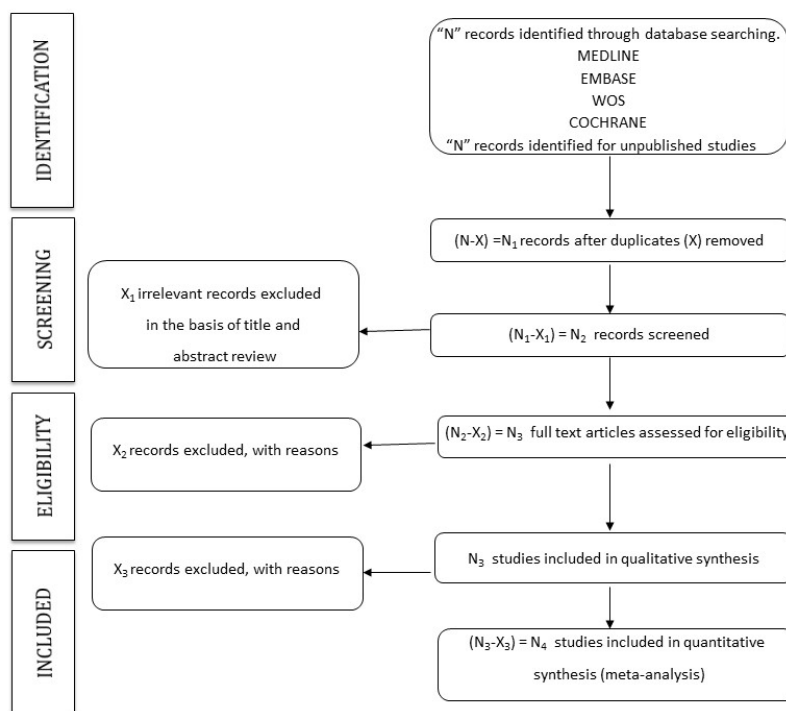 IDENTIFICATION
“N” records identified through database searching.
MEDLINE
EMBASE
WOS
COCHRANE
“N” records identified for unpublished studies
SCREENING
(N-X) =N₁ records after duplicates (X) removed
X₁ irrelevant records excluded
in the basis of title and
abstract review
(N₁-X₁) = N₂ records screened
ELIGIBILITY
(N₂-X₂) = N₃ full text articles assessed for eligibility
X₂ records excluded, with reasons
INCLUDED
N₃ studies included in qualitative synthesis
X₃ records excluded, with reasons
(N₃-X₃) = N₄ studies included in quantitative
synthesis (meta-analysis)